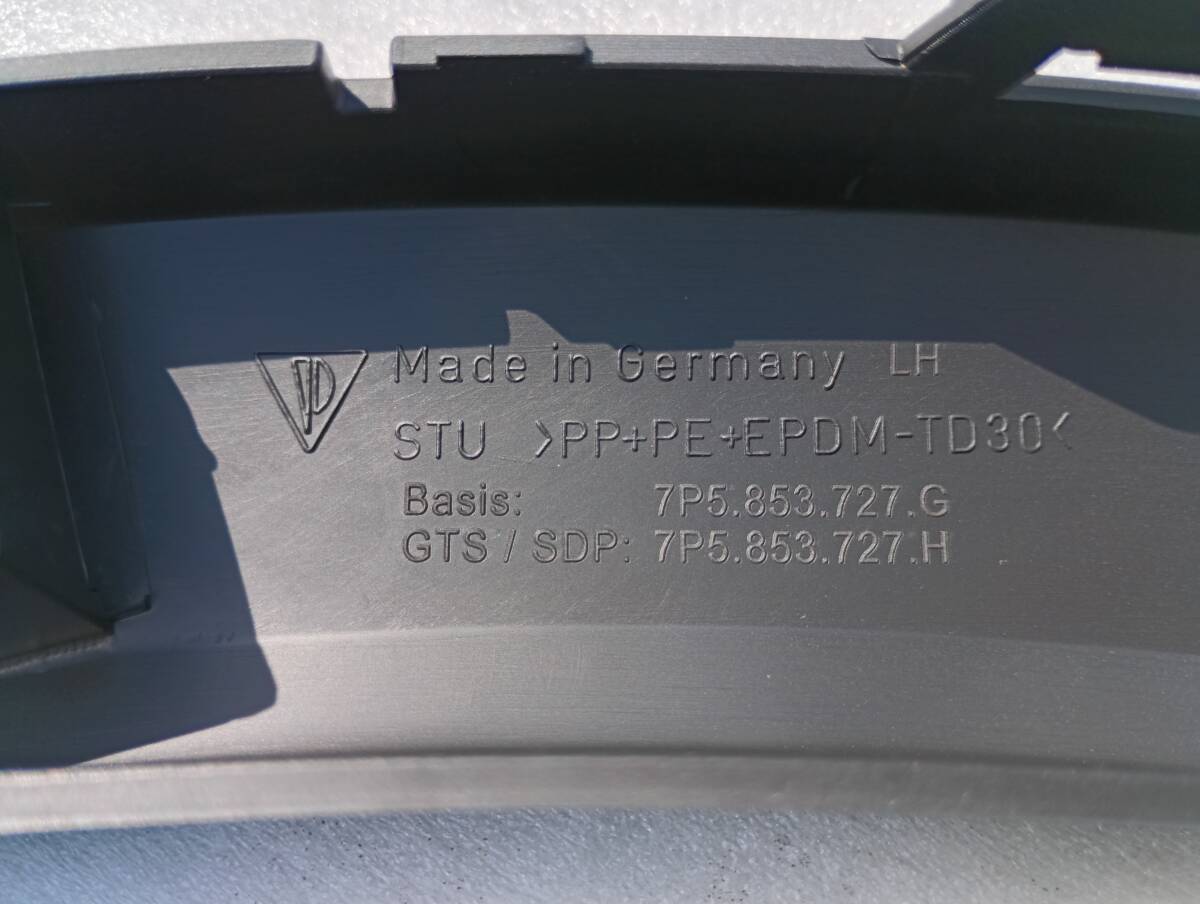 Made in Germany LH
STU >PP+PE+EPDM-TD30<
Basis: 7P5.853.727.G
GTS / SDP: 7P5.853.727.H